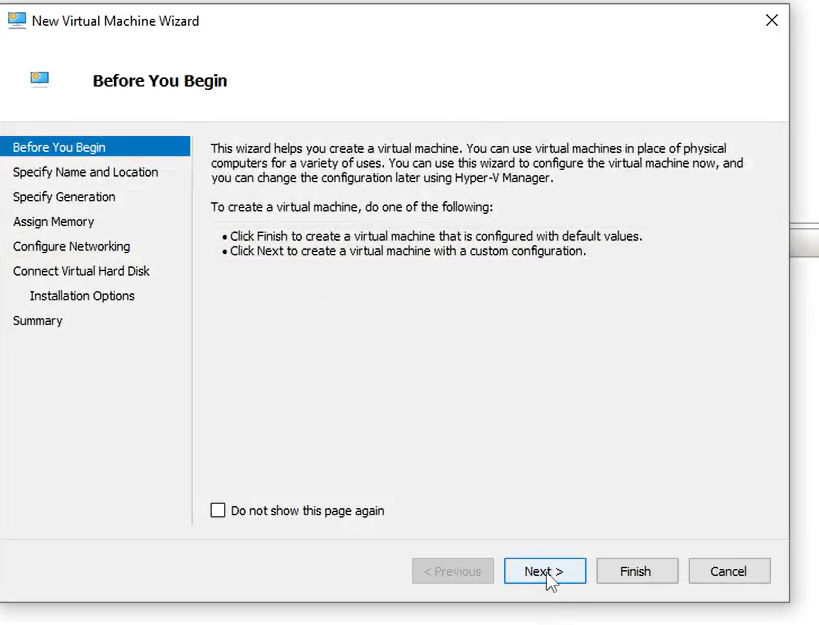 New Virtual Machine Wizard
Before You Begin
Before You Begin
Specify Name and Location
Specify Generation
Assign Memory
Configure Networking
Connect Virtual Hard Disk
Installation Options
Summary
This wizard helps you create a virtual machine. You can use virtual machines in place of physical
computers for a variety of uses. You can use this wizard to configure the virtual machine now, and
you can change the configuration later using Hyper-V Manager.
To create a virtual machine, do one of the following:
• Click Finish to create a virtual machine that is configured with default values.
• Click Next to create a virtual machine with a custom configuration.
Do not show this page again
< Previous
Next >
Finish
Cancel